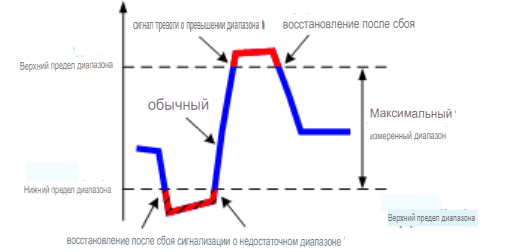 сигнал тревоги о превышении диапазона
восстановление после сбоя
Верхний предел диапазона
обычный
Максимальный
измеренный диапазон
Нижний предел диапазона
Верхний предел диапазона
восстановление после сбоя сигнализации о недостаточном диапазоне